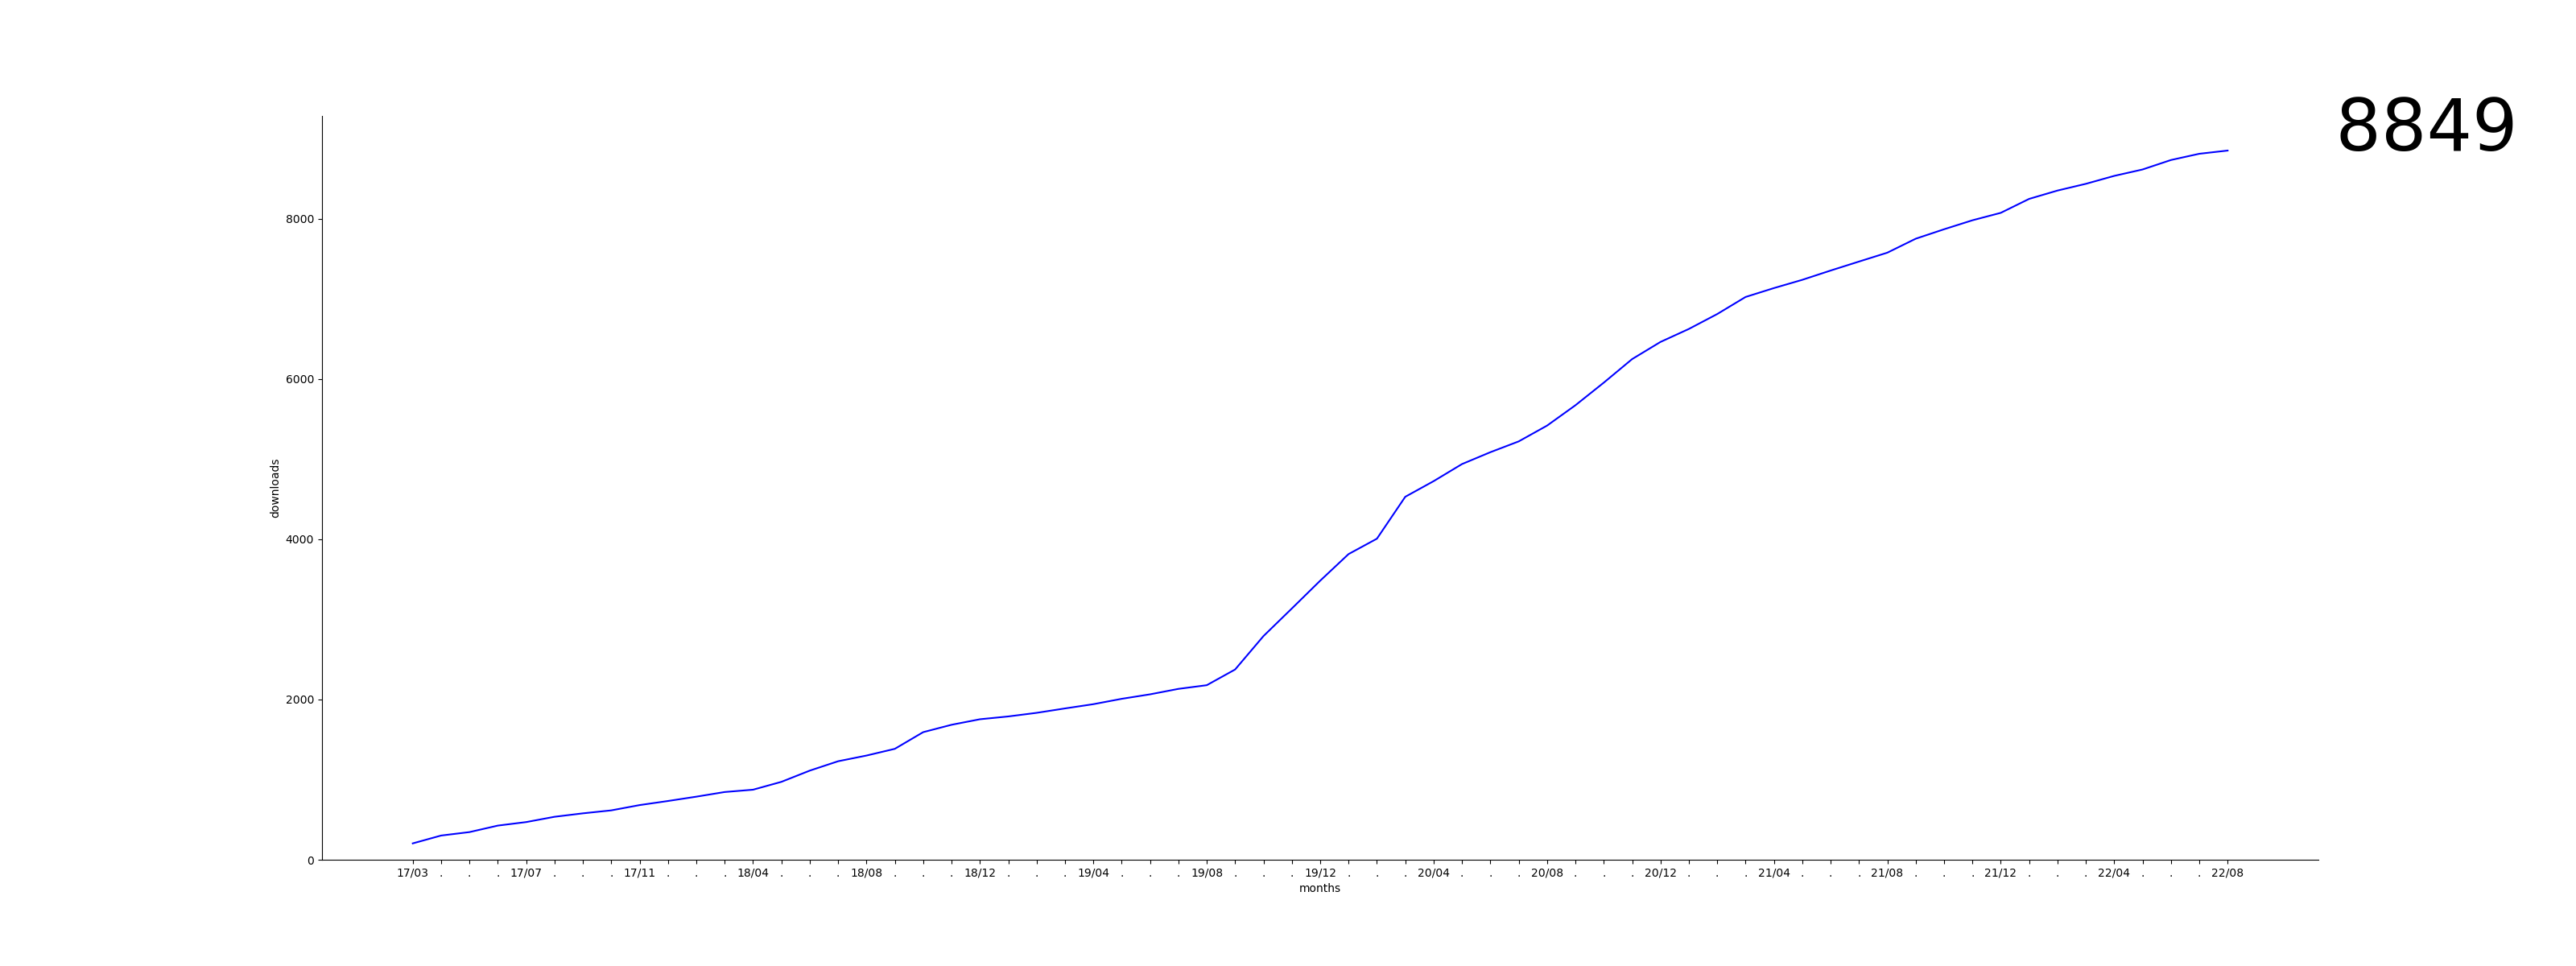 8849
8000
6000
4000
2000
0
downloads
17/03 . . . 17/07 . . . 17/11 . . . 18/04 . . . 18/08 . . . 18/12 . . . 19/04 . . . 19/08 . . . 19/12 . . . 20/04 . . . 20/08 . . . 20/12 . . . 21/04 . . . 21/08 . . . 21/12 . . . 22/04 . . . 22/08
months